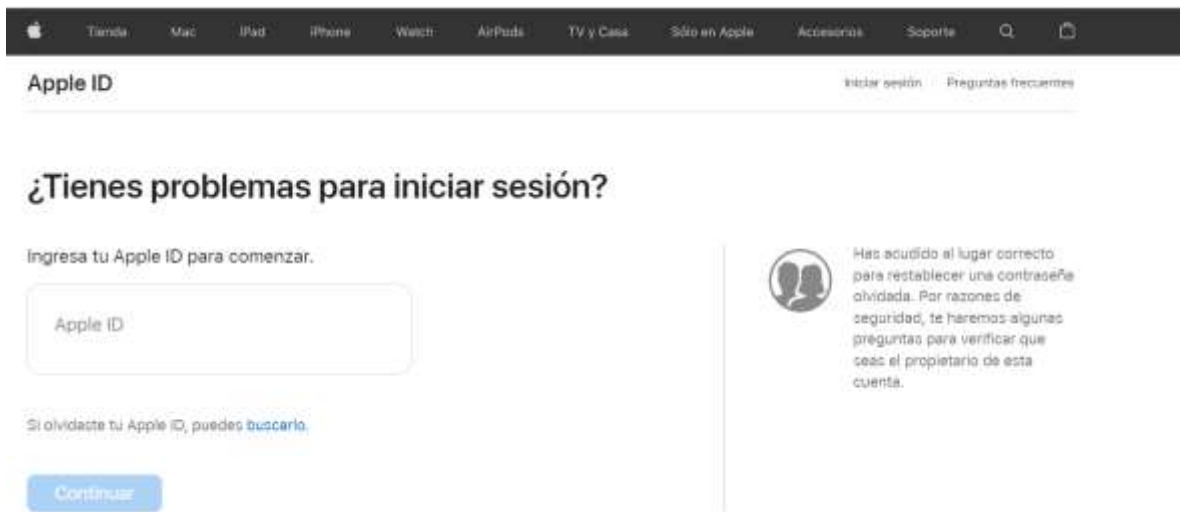 Tienda Mac iPad iPhone Watch AirPods TV y Casa Sólo en Apple Accesorios Soporte
Apple ID
Iniciar sesión Preguntas frecuentes
¿Tienes problemas para iniciar sesión?
Ingresa tu Apple ID para comenzar.
Apple ID
Si olvidaste tu Apple ID, puedes buscarlo.
Continuar
Has acudido al lugar correcto
para restablecer una contraseña
olvidada. Por razones de
seguridad, te haremos algunas
preguntas para verificar que
seas el propietario de esta
cuenta.